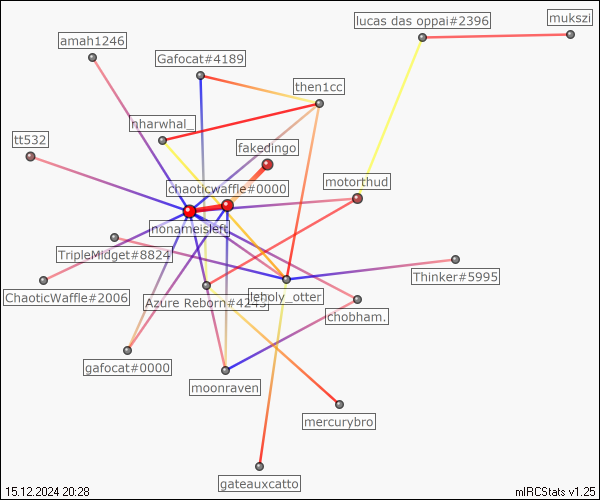 lucas das oppai#2396
mukszi
amah1246
Gafocat#4189
then1cc
nharwhal_
tt532
fakedingo
motorthud
chaoticwaffle#0000
nonameisleft
TripleMidget#8824
Thinker#5995
ChaoticWaffle#2006
Azure Reborn#4245
leholy_otter
chobham.
gafocat#0000
moonraven
mercurybro
gateauxcatto
15.12.2024 20:28
mIRCStats v1.25